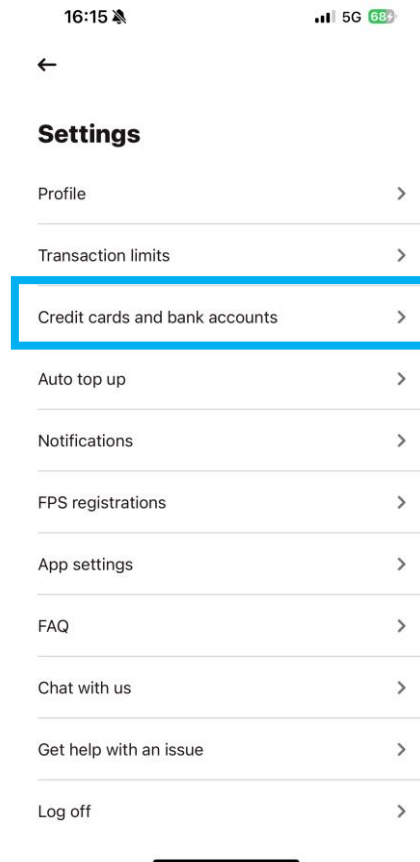 16:15
5G 68
Settings
Profile
Transaction limits
Credit cards and bank accounts
Auto top up
Notifications
FPS registrations
App settings
FAQ
Chat with us
Get help with an issue
Log off